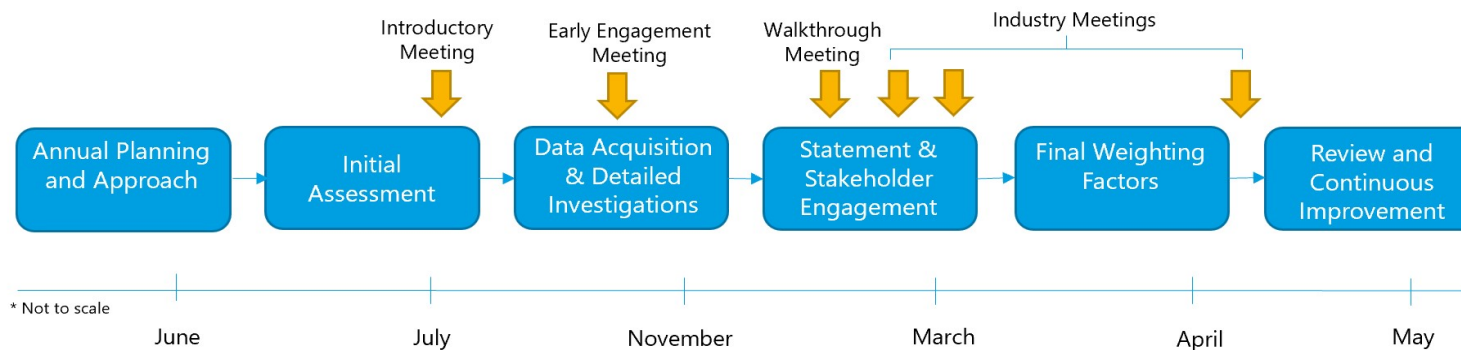 Introductory
Meeting
Early Engagement
Meeting
Walkthrough
Meeting
Industry Meetings
Annual Planning
and Approach
Initial
Assessment
Data Acquisition
& Detailed
Investigations
Statement &
Stakeholder
Engagement
Final Weighting
Factors
Review and
Continuous
Improvement
* Not to scale
June
July
November
March
April
May